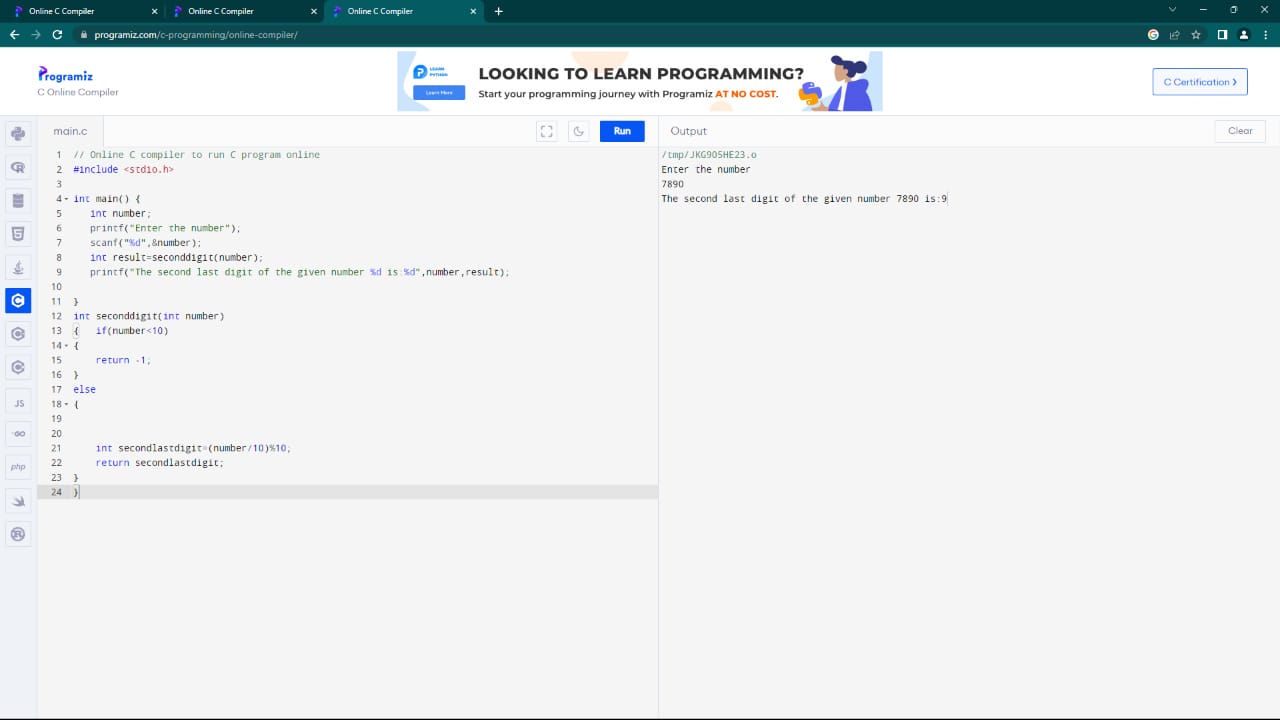 Online C Compiler
Online C Compiler
Online C Compiler
programiz.com/c-programming/online-compiler/
Programiz
C Online Compiler
LEARN
PYTHON
Learn More
LOOKING TO LEARN PROGRAMMING?
Start your programming journey with Programiz AT NO COST.
C Certification >
main.c
Run
Output
Clear
1 // Online C compiler to run C program online
2 #include <stdio.h>
3
4 int main() {
5 int number;
6 printf("Enter the number");
7 scanf("%d",&number);
8 int result=seconddigit(number);
9 printf("The second last digit of the given number %d is:%d",number,result);
10
11 }
12 int seconddigit(int number)
13 { if(number<10)
14 {
15 return -1;
16 }
17 else
18 {
19
20
21 int secondlastdigit=(number/10)%10;
22 return secondlastdigit;
23 }
24 }
JS
GO
php
/tmp/JKG905HE23.o
Enter the number
7890
The second last digit of the given number 7890 is:9